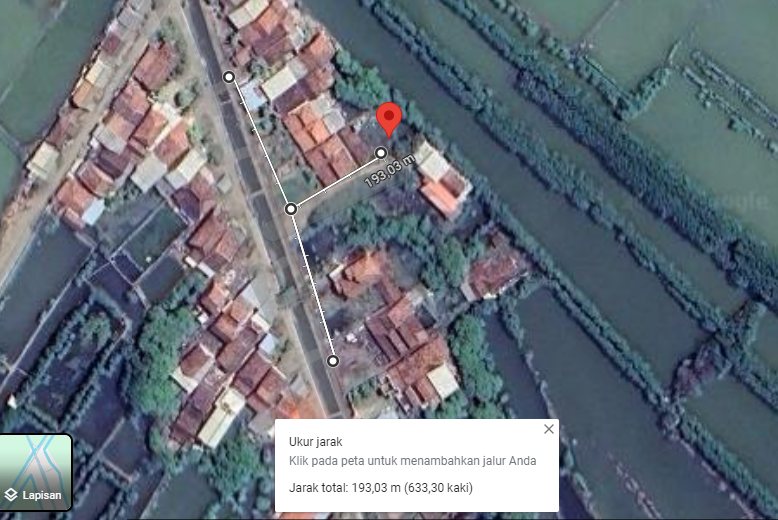 193,03 m
Ukur jarak
Klik pada peta untuk menambahkan jalur Anda
Jarak total: 193,03 m (633,30 kaki)
Lapisan